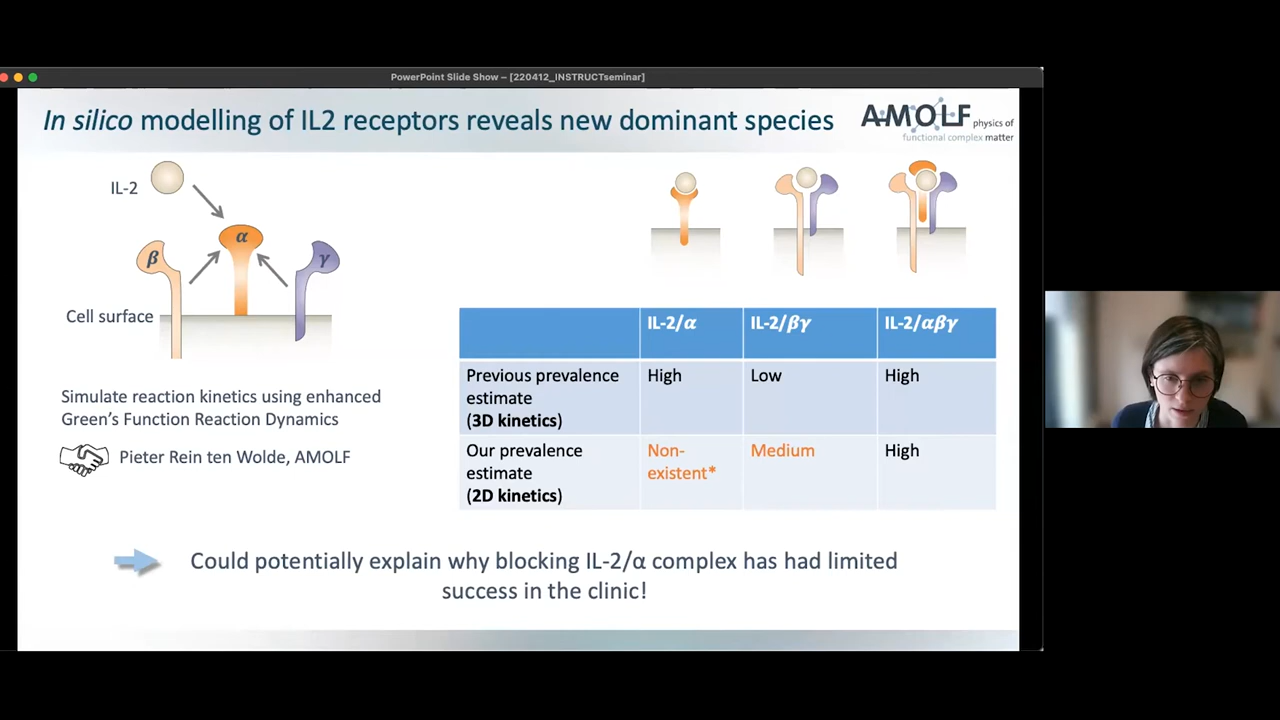 PowerPoint Slide Show – [220412_INSTRUCTseminar]
In silico modelling of IL2 receptors reveals new dominant species
AMOLF
physics of
functional complex matter
IL-2
α
β
γ
Cell surface
Simulate reaction kinetics using enhanced
Green's Function Reaction Dynamics
Pieter Rein ten Wolde, AMOLF
IL-2/α IL-2/βγ IL-2/αβγ
Previous prevalence
estimate
(3D kinetics)
High Low High
Our prevalence
estimate
(2D kinetics)
Non-
existent*
Medium High
Could potentially explain why blocking IL-2/α complex has had limited
success in the clinic!